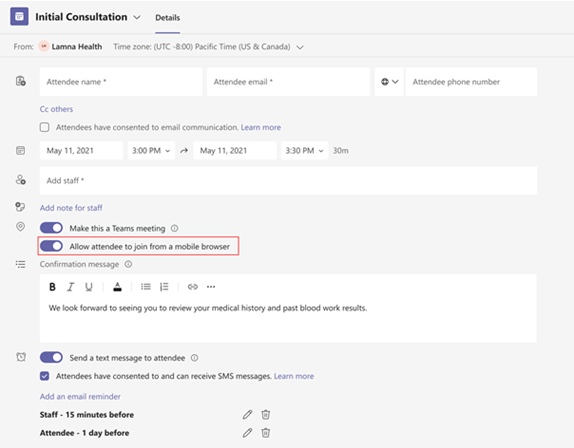 Initial Consultation Details
From: Lamna Health Time zone: (UTC -8:00) Pacific Time (US & Canada)
Attendee name * Attendee email * Attendee phone number
Cc others
Attendees have consented to email communication. Learn more
May 11, 2021 3:00 PM May 11, 2021 3:30 PM 30m
Add staff *
Add note for staff
Make this a Teams meeting
Allow attendee to join from a mobile browser
Confirmation message
B I U A
We look forward to seeing you to review your medical history and past blood work results.
Send a text message to attendee
Attendees have consented to and can receive SMS messages. Learn more
Add an email reminder
Staff - 15 minutes before
Attendee - 1 day before